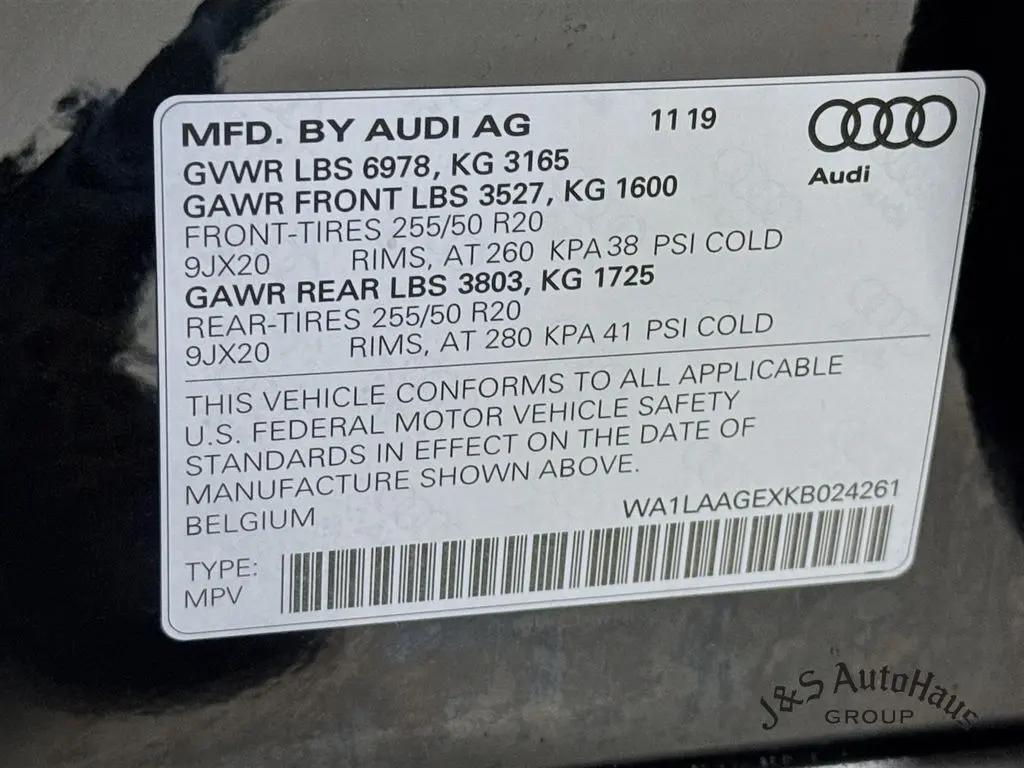 MFD. BY AUDI AG 11 19
Audi
GVWR LBS 6978, KG 3165
GAWR FRONT LBS 3527, KG 1600
FRONT-TIRES 255/50 R20
9JX20 RIMS, AT 260 KPA 38 PSI COLD
GAWR REAR LBS 3803, KG 1725
REAR-TIRES 255/50 R20
9JX20 RIMS, AT 280 KPA 41 PSI COLD
THIS VEHICLE CONFORMS TO ALL APPLICABLE
U.S. FEDERAL MOTOR VEHICLE SAFETY
STANDARDS IN EFFECT ON THE DATE OF
MANUFACTURE SHOWN ABOVE.
BELGIUM WA1LAAGEXKB024261
TYPE:
MPV
J&S AutoHaus
GROUP